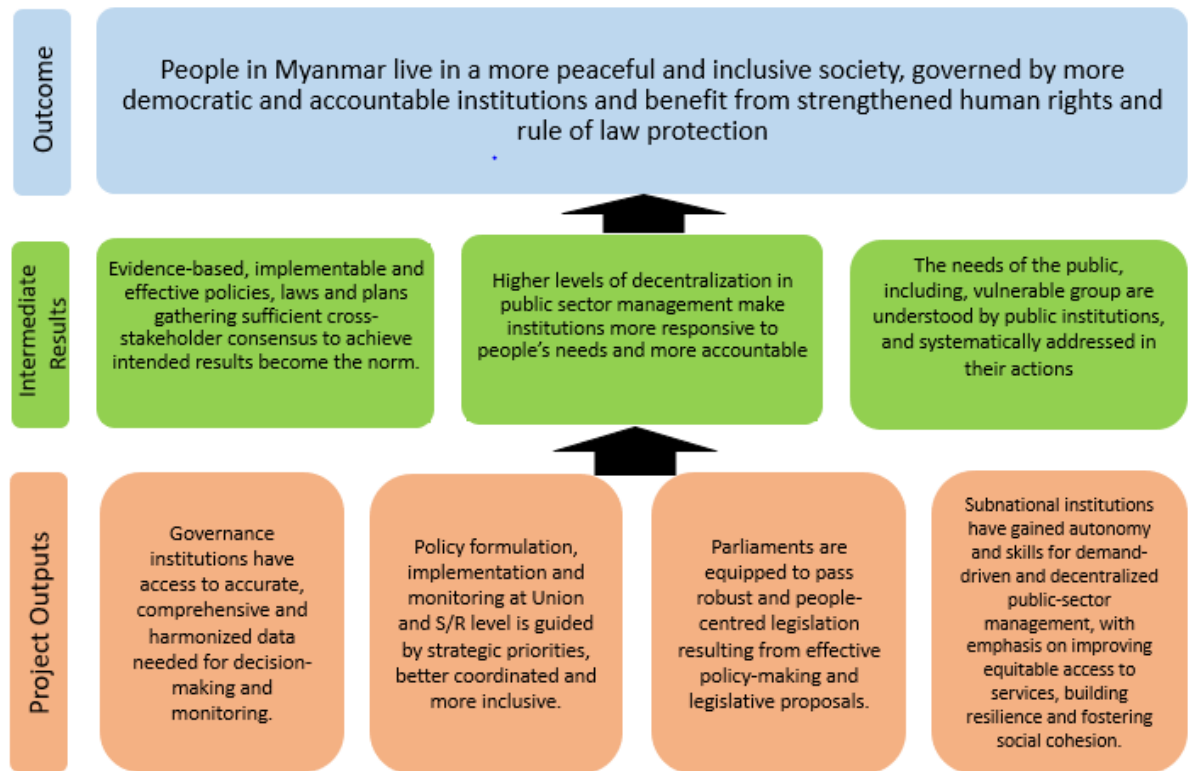 Outcome
People in Myanmar live in a more peaceful and inclusive society, governed by more
democratic and accountable institutions and benefit from strengthened human rights and
rule of law protection
Intermediate
Results
Evidence-based, implementable and
effective policies, laws and plans
gathering sufficient cross-
stakeholder consensus to achieve
intended results become the norm.
Higher levels of decentralization in
public sector management make
institutions more responsive to
people's needs and more accountable
The needs of the public,
including, vulnerable group are
understood by public institutions,
and systematically addressed in
their actions
Project Outputs
Governance
institutions have
access to accurate,
comprehensive and
harmonized data
needed for decision-
making and
monitoring.
Policy formulation,
implementation and
monitoring at Union
and S/R level is guided
by strategic priorities,
better coordinated and
more inclusive.
Parliaments are
equipped to pass
robust and people-
centred legislation
resulting from effective
policy-making and
legislative proposals.
Subnational institutions
have gained autonomy
and skills for demand-
driven and decentralized
public-sector
management, with
emphasis on improving
equitable access to
services, building
resilience and fostering
social cohesion.